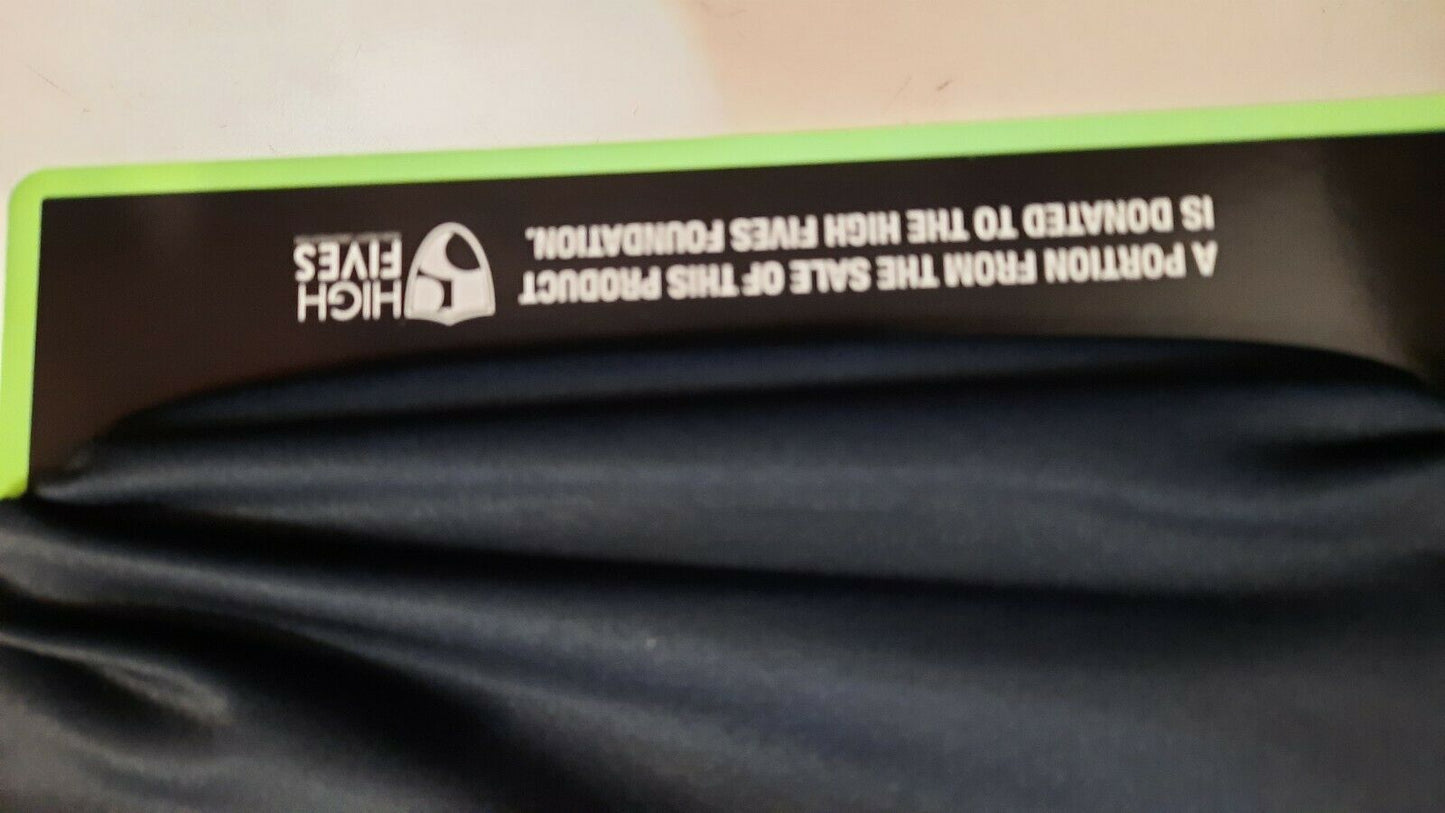 A PORTION FROM THE SALE OF THIS PRODUCT
IS DONATED TO THE HIGH FIVES FOUNDATION.
HIGH
FIVES